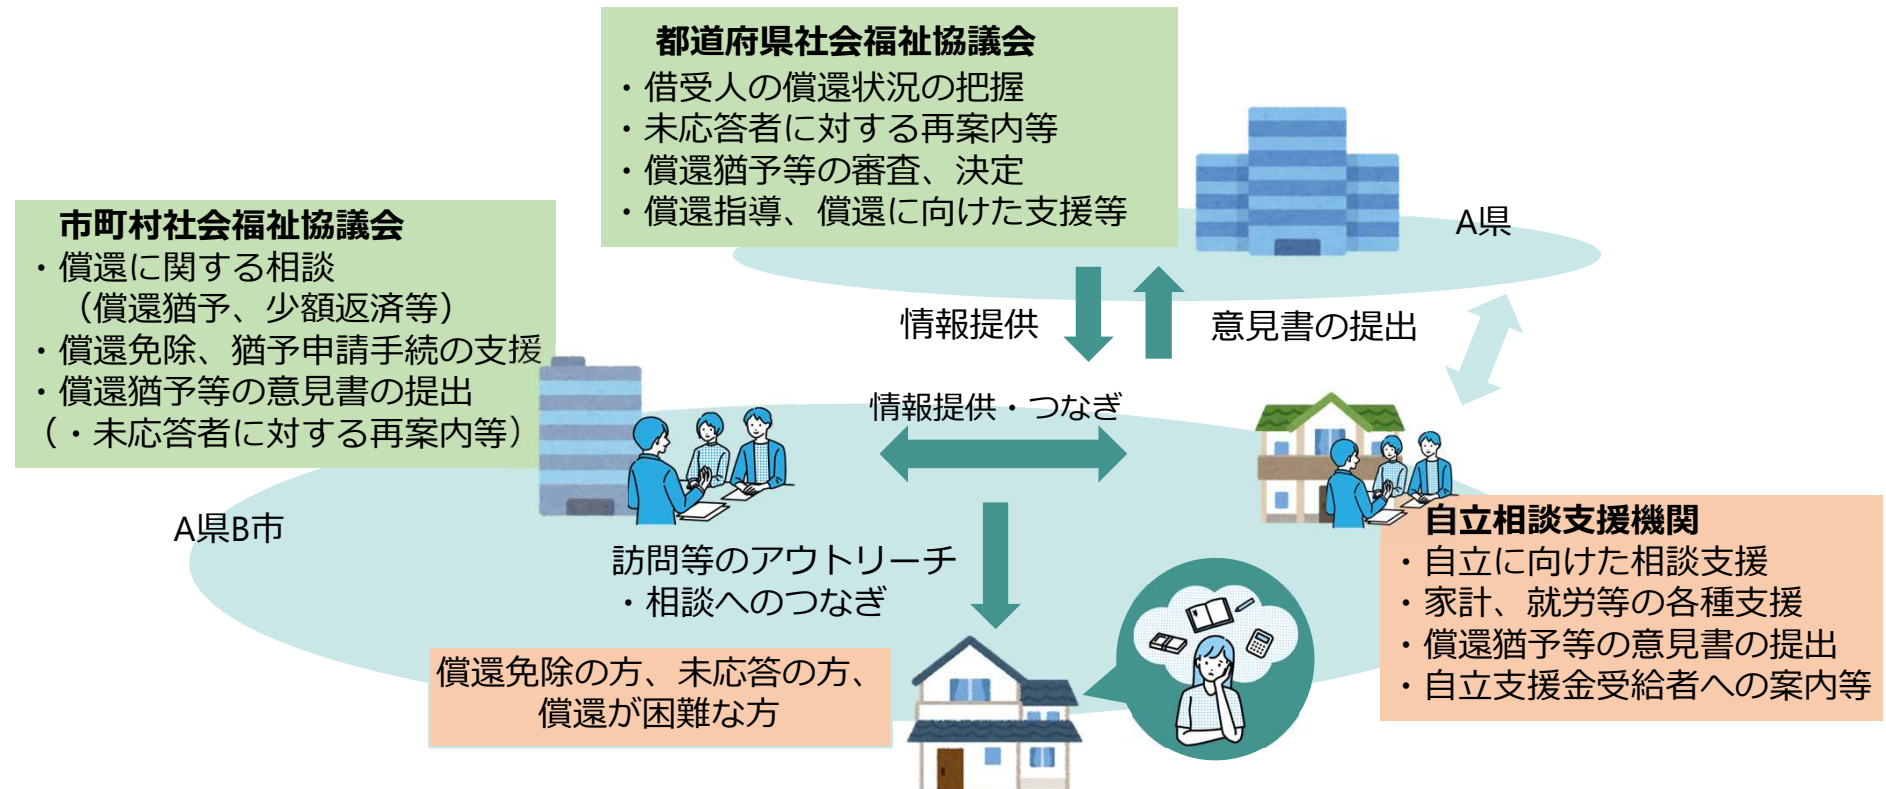 都道府県社会福祉協議会
・借受人の償還状況の把握
・未応答者に対する再案内等
・償還猶予等の審査、決定
・償還指導、償還に向けた支援等
A県
市町村社会福祉協議会
・償還に関する相談
（償還猶予、少額返済等）
・償還免除、猶予申請手続の支援
・償還猶予等の意見書の提出
（・未応答者に対する再案内等）
情報提供
意見書の提出
情報提供・つなぎ
A県B市
訪問等のアウトリーチ
・相談へのつなぎ
自立相談支援機関
・自立に向けた相談支援
・家計、就労等の各種支援
・償還猶予等の意見書の提出
・自立支援金受給者への案内等
償還免除の方、未応答の方、
償還が困難な方